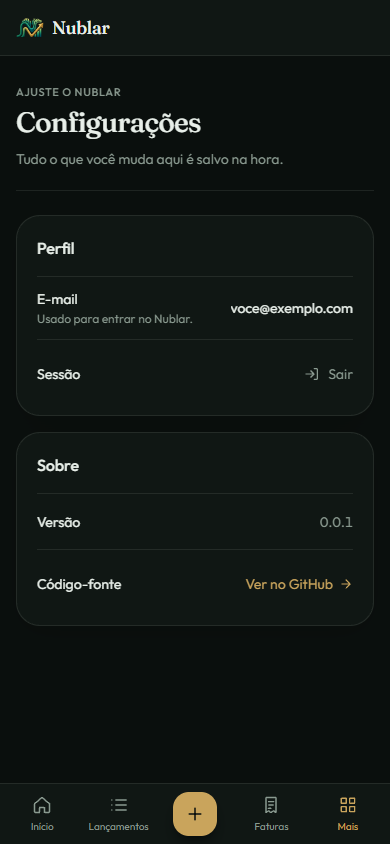 Nublar
AJUSTE O NUBLAR
Configurações
Tudo o que você muda aqui é salvo na hora.
Perfil
E-mail
Usado para entrar no Nublar.
voce@exemplo.com
Sessão
Sair
Sobre
Versão
0.0.1
Código-fonte
Ver no GitHub →
Início
Lançamentos
Faturas
Mais